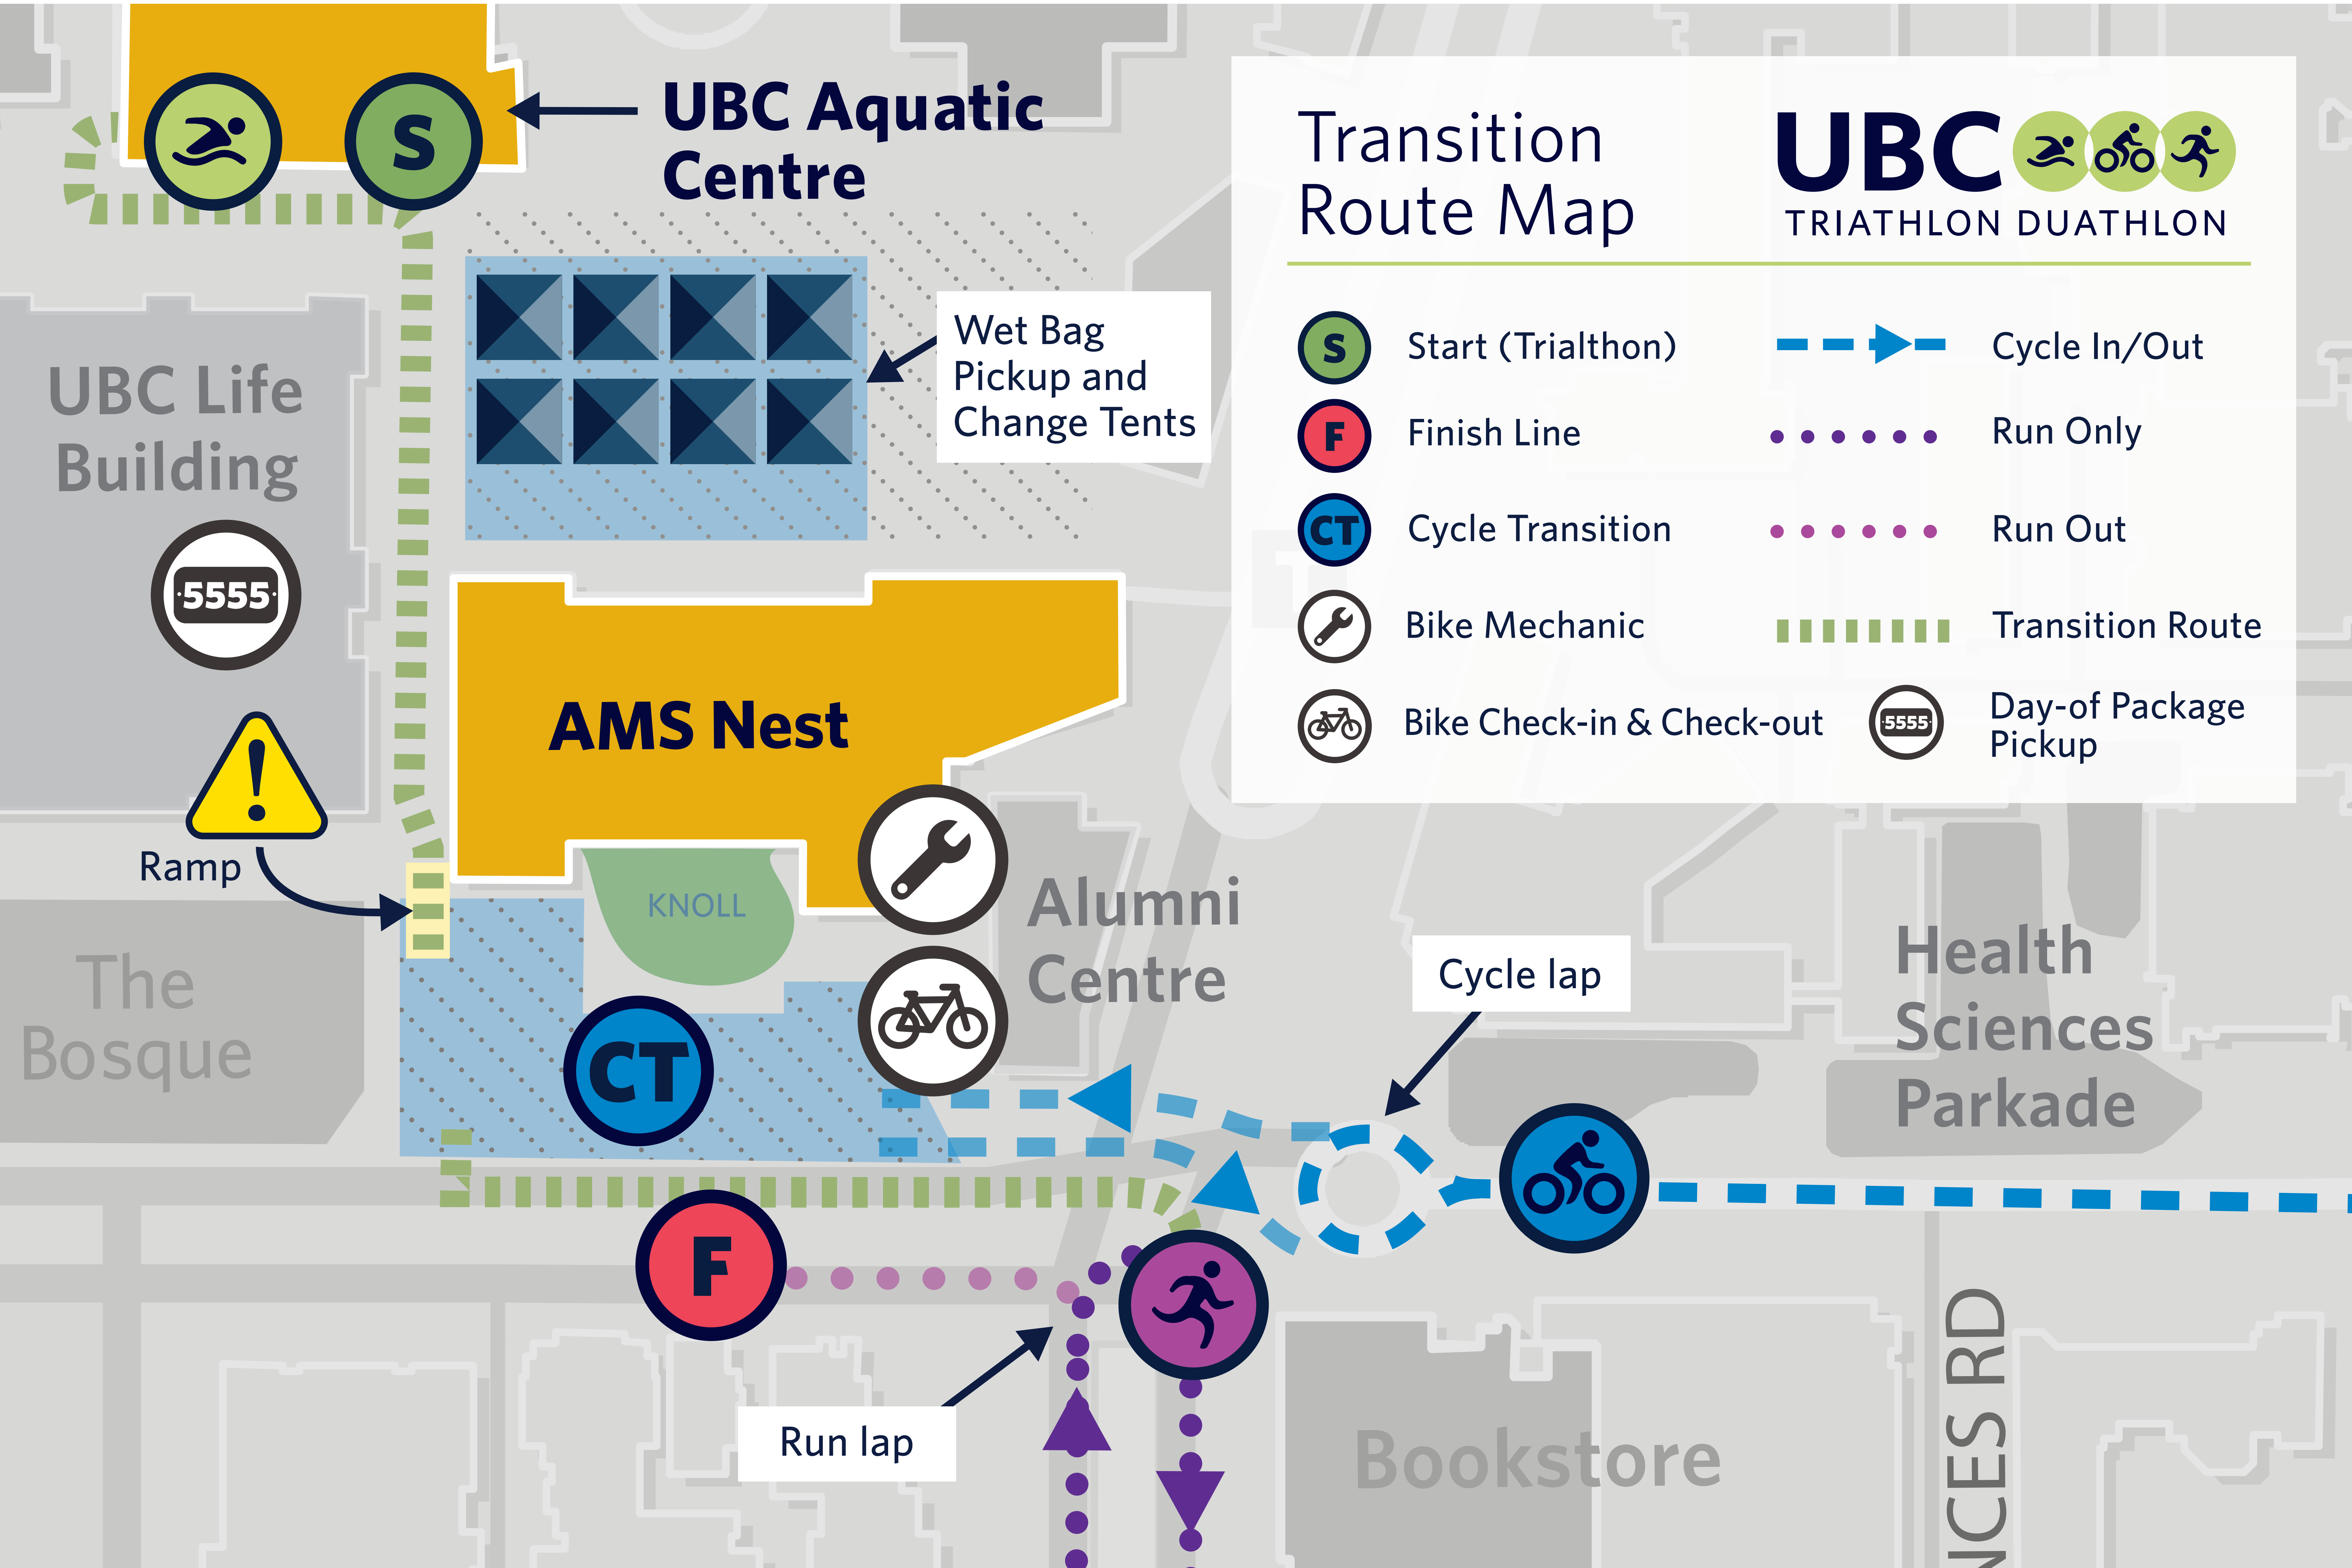 UBC Aquatic
Centre
S
Wet Bag
Pickup and
Change Tents
UBC Life
Building
5555
AMS Nest
Ramp
!
KNOLL
The
Bosque
CT
Alumni
Centre
Cycle lap
Health
Sciences
Parkade
F
Run lap
Bookstore
NCES RD
Transition
Route Map
UBC
TRIATHLON DUATHLON
S Start (Trialthon)
F Finish Line
CT Cycle Transition
Bike Mechanic
Bike Check-in & Check-out
Cycle In/Out
Run Only
Run Out
Transition Route
5555 Day-of Package
Pickup